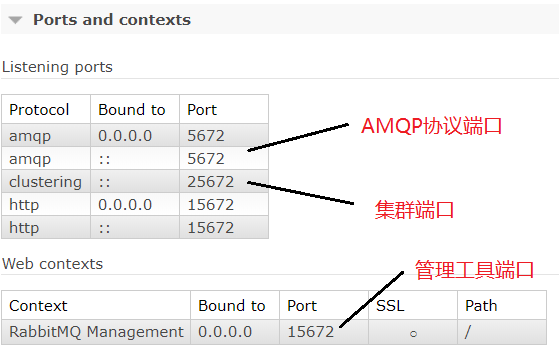 Ports and contexts
Listening ports
Protocol Bound to Port
amqp 0.0.0.0 5672
amqp :: 5672
clustering :: 25672
http 0.0.0.0 15672
http :: 15672
AMQP协议端口
集群端口
管理工具端口
Web contexts
Context Bound to Port SSL Path
RabbitMQ Management 0.0.0.0 15672 ○ /